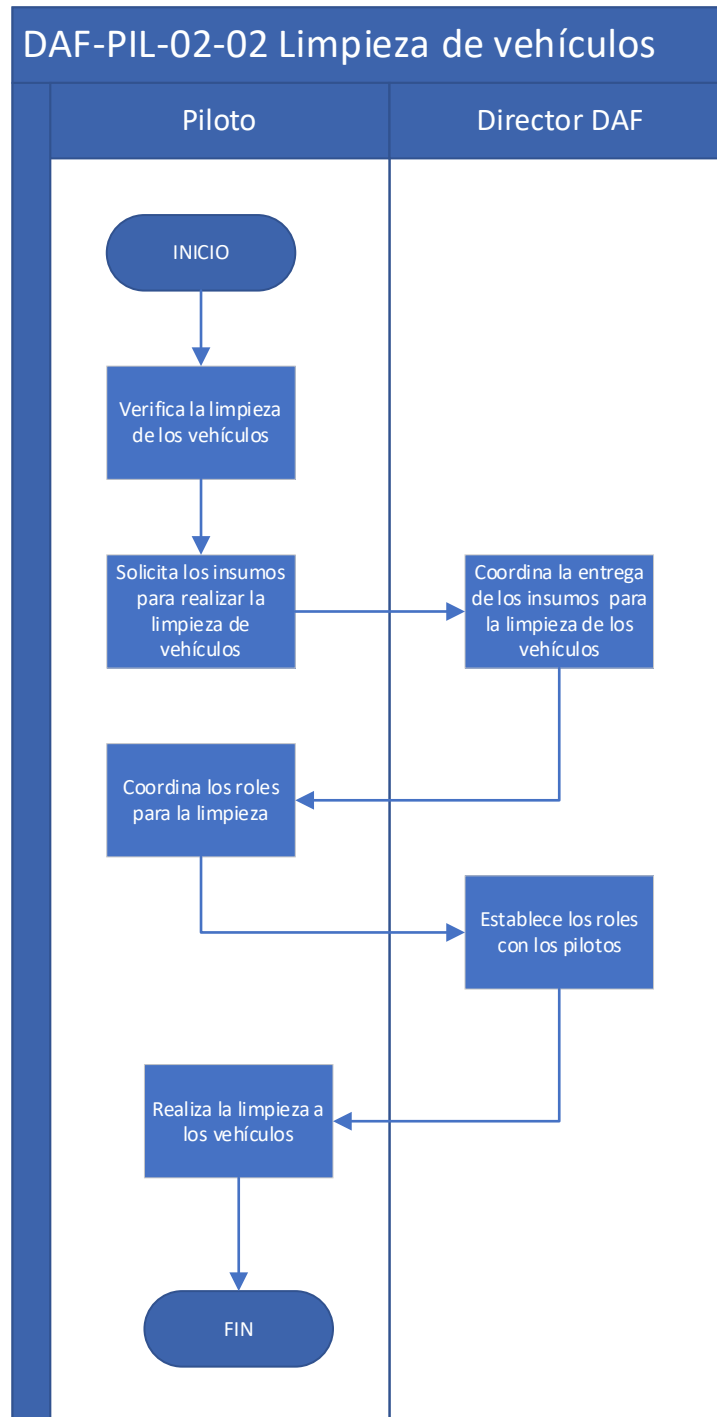 DAF-PIL-02-02 Limpieza de vehículos
Piloto
Director DAF
INICIO
Verifica la limpieza
de los vehículos
Solicita los insumos
para realizar la
limpieza de
vehículos
Coordina la entrega
de los insumos para
la limpieza de los
vehículos
Coordina los roles
para la limpieza
Establece los roles
con los pilotos
Realiza la limpieza a
los vehículos
FIN